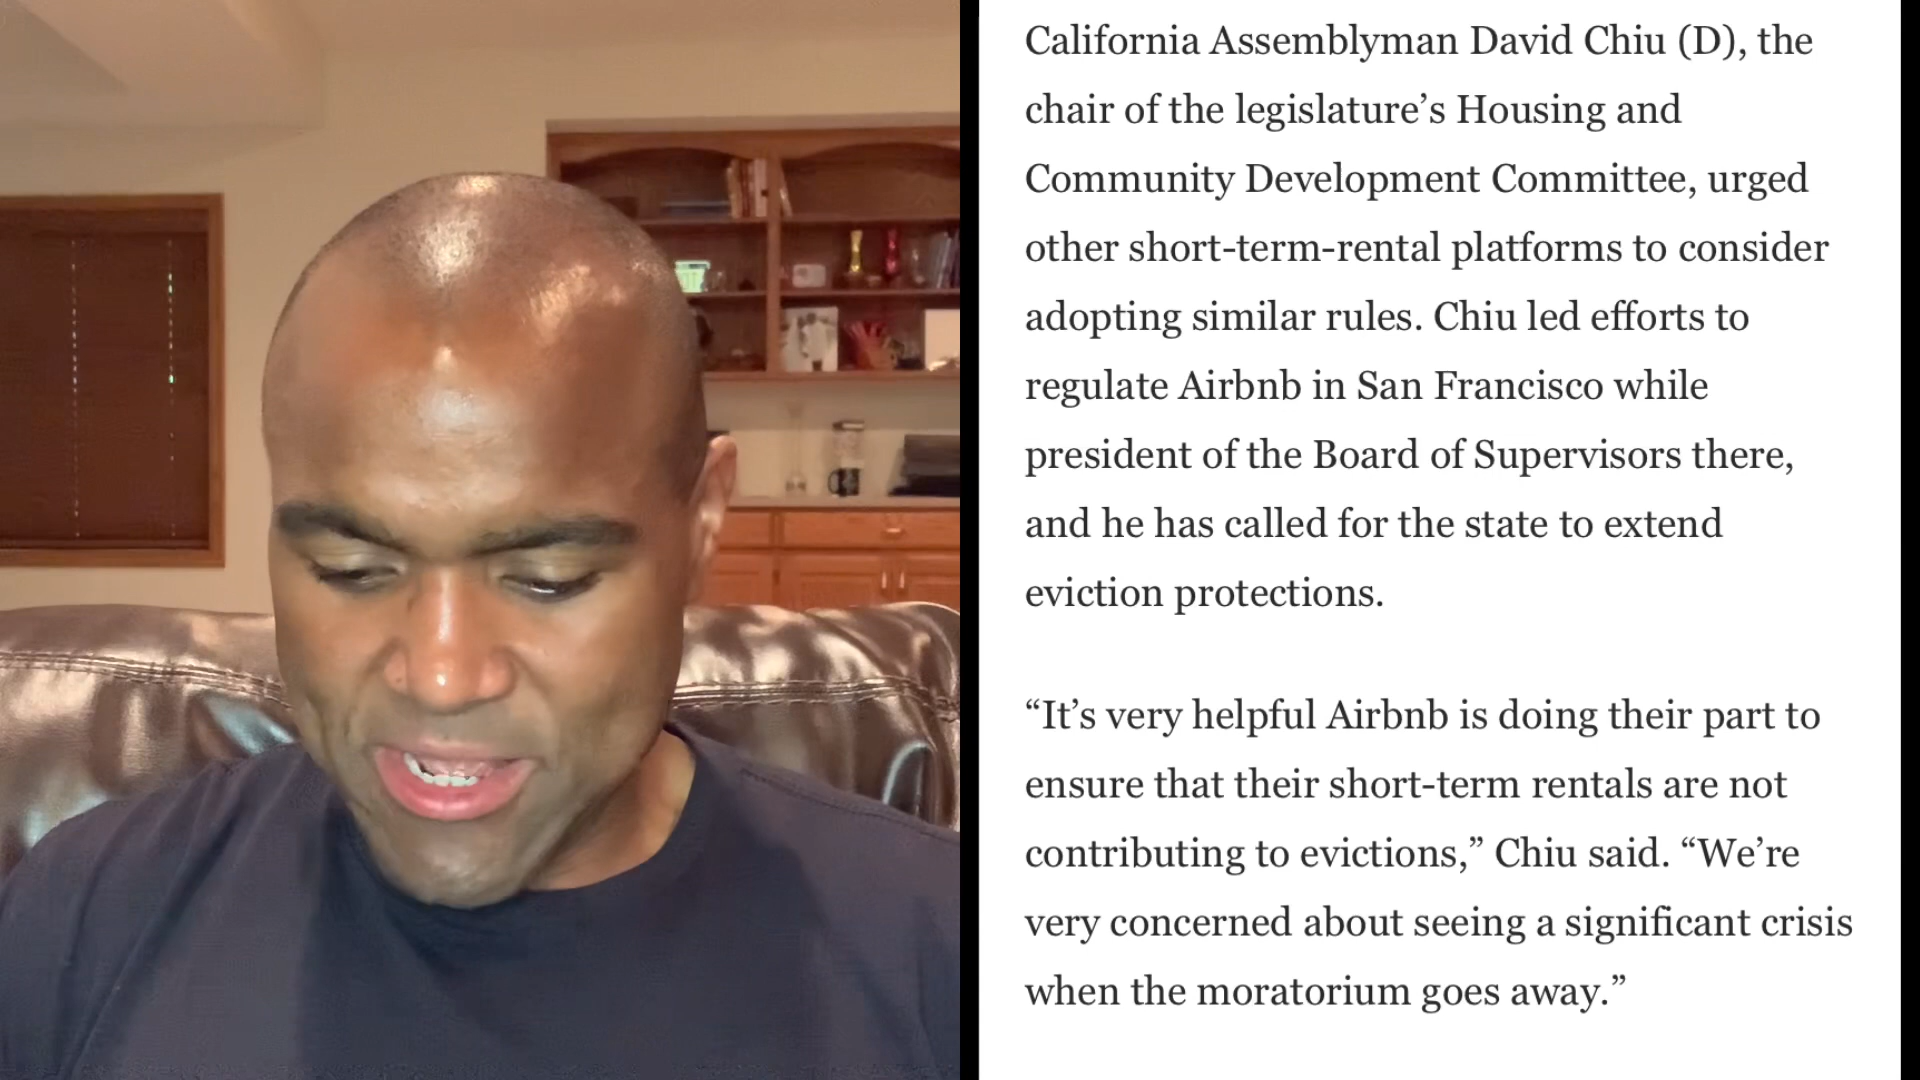 California Assemblyman David Chiu (D), the
chair of the legislature’s Housing and
Community Development Committee, urged
other short-term-rental platforms to consider
adopting similar rules. Chiu led efforts to
regulate Airbnb in San Francisco while
president of the Board of Supervisors there,
and he has called for the state to extend
eviction protections.
“It’s very helpful Airbnb is doing their part to
ensure that their short-term rentals are not
contributing to evictions,” Chiu said. “We’re
very concerned about seeing a significant crisis
when the moratorium goes away.”